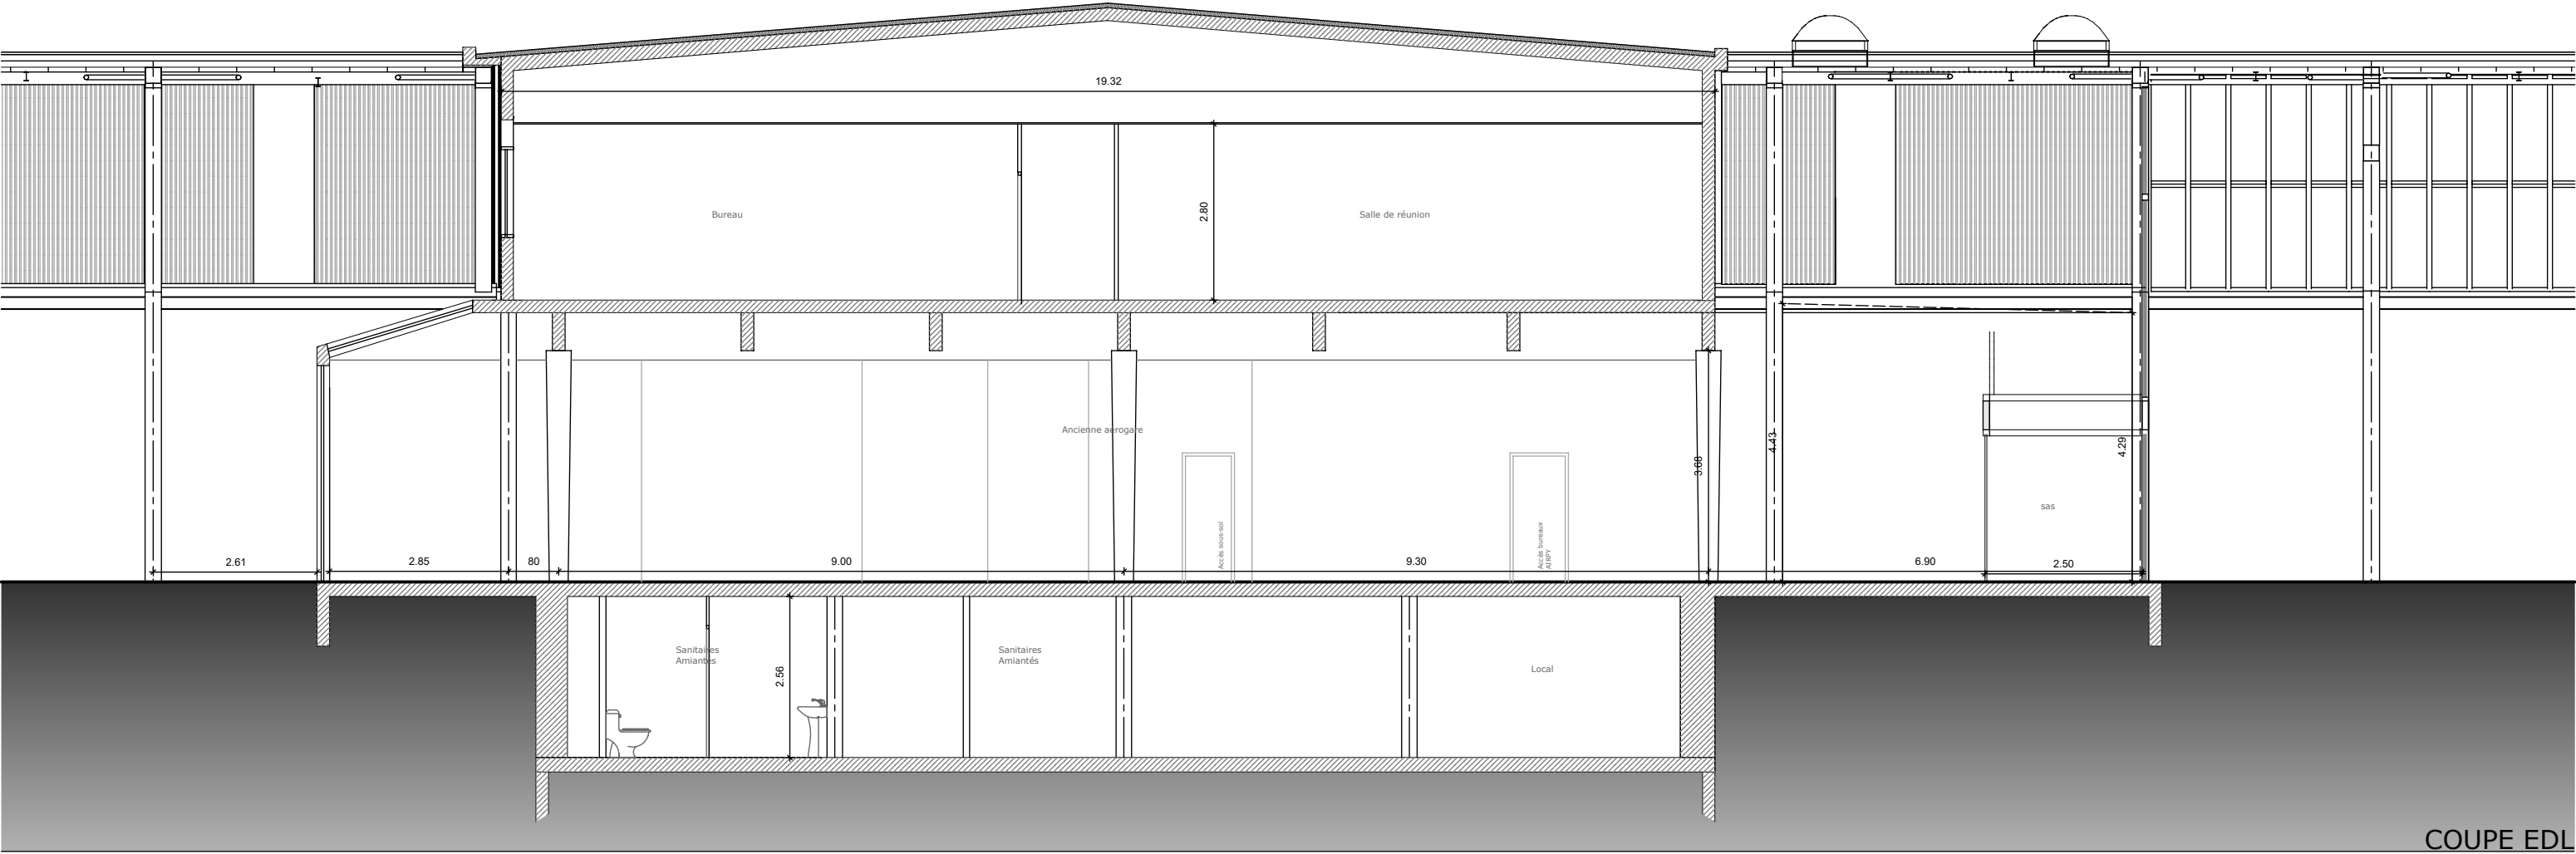 19.32
Bureau
2.80
Salle de réunion
Ancienne aérogare
4.43
4.29
3.68
sas
Accès sous-sol
Accès bureaux
AIRPY
2.61
2.85
80
9.00
9.30
6.90
2.50
Sanitaires
Amiantés
2.56
Sanitaires
Amiantés
Local
COUPE EDL